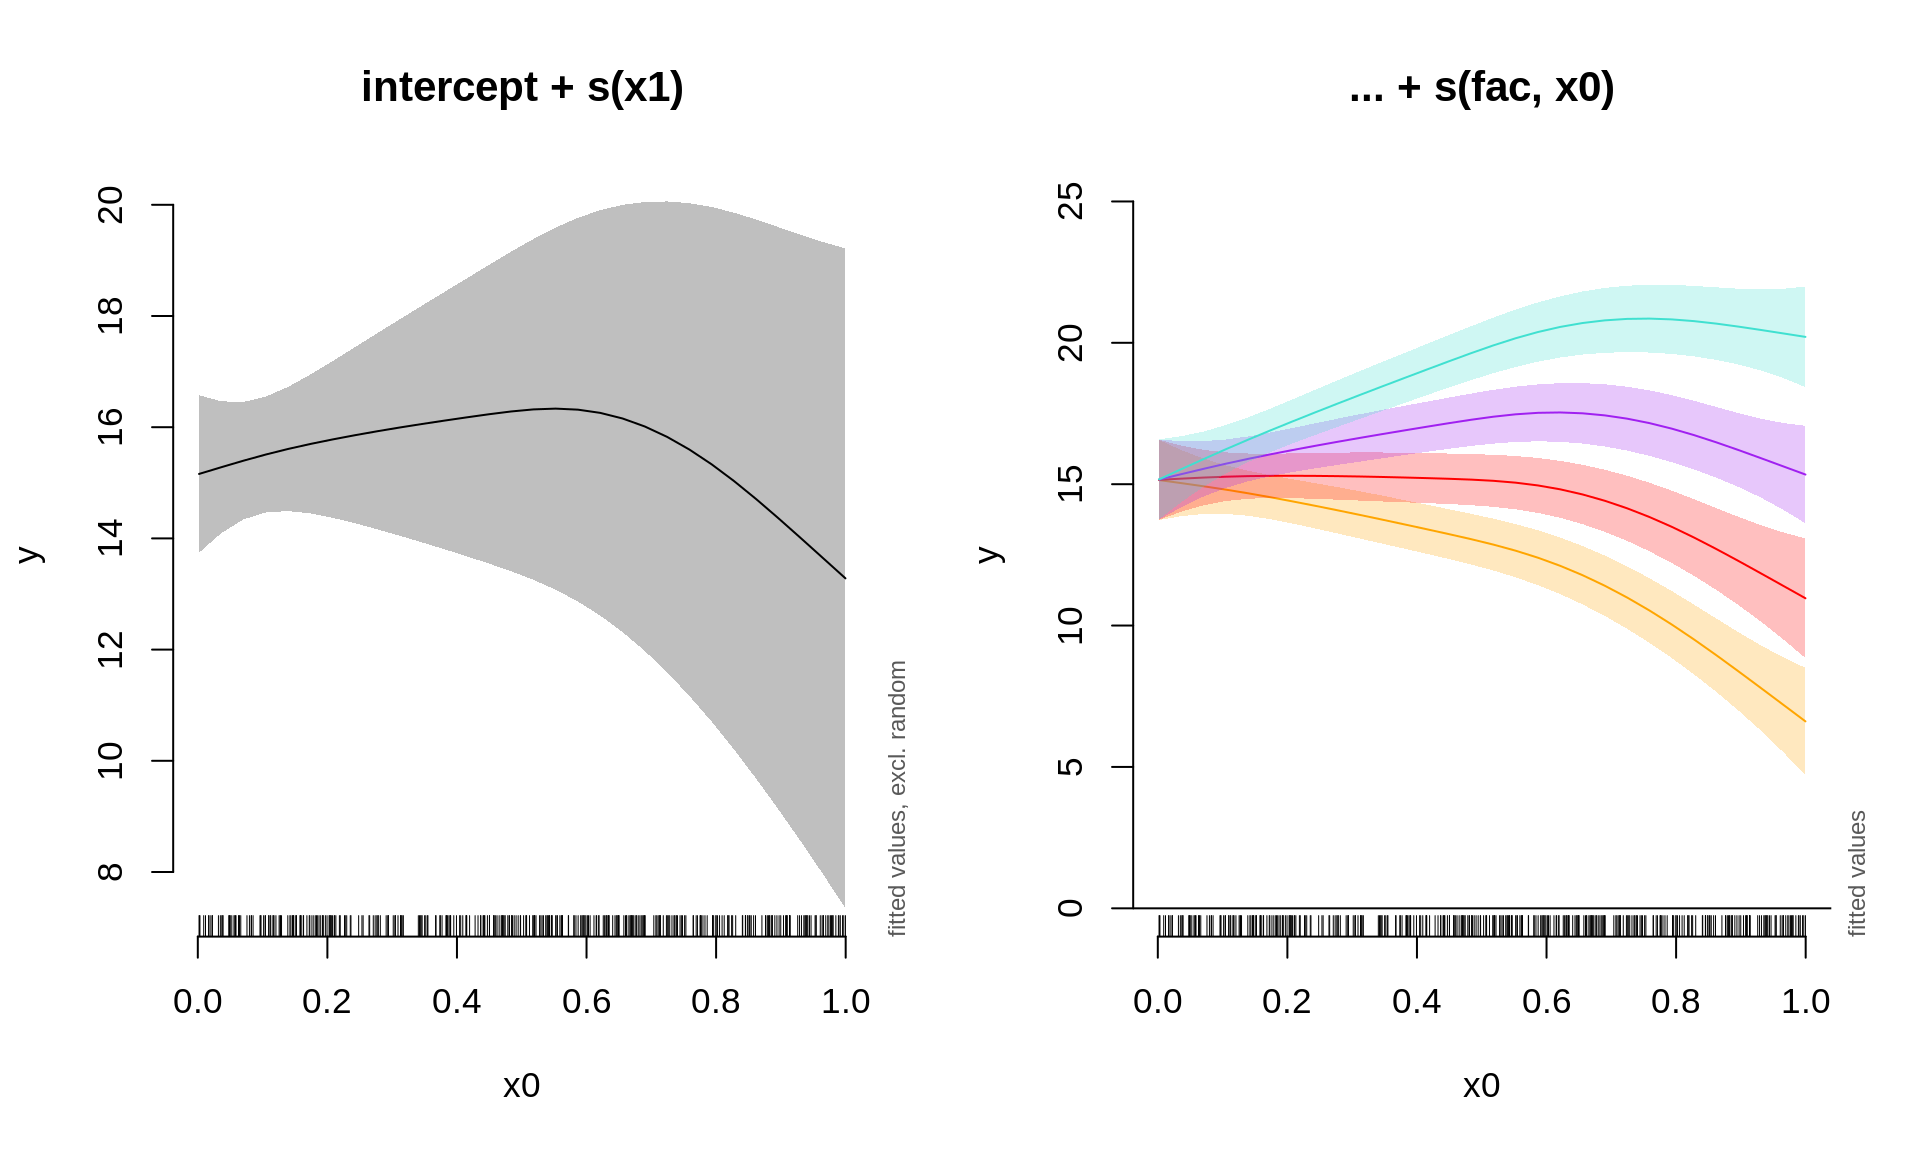 intercept + s(x1)
20
18
16
14
12
10
8
y
0.0 0.2 0.4 0.6 0.8 1.0
x0
fitted values, excl. random
... + s(fac, x0)
25
20
15
10
5
0
y
0.0 0.2 0.4 0.6 0.8 1.0
x0
fitted values